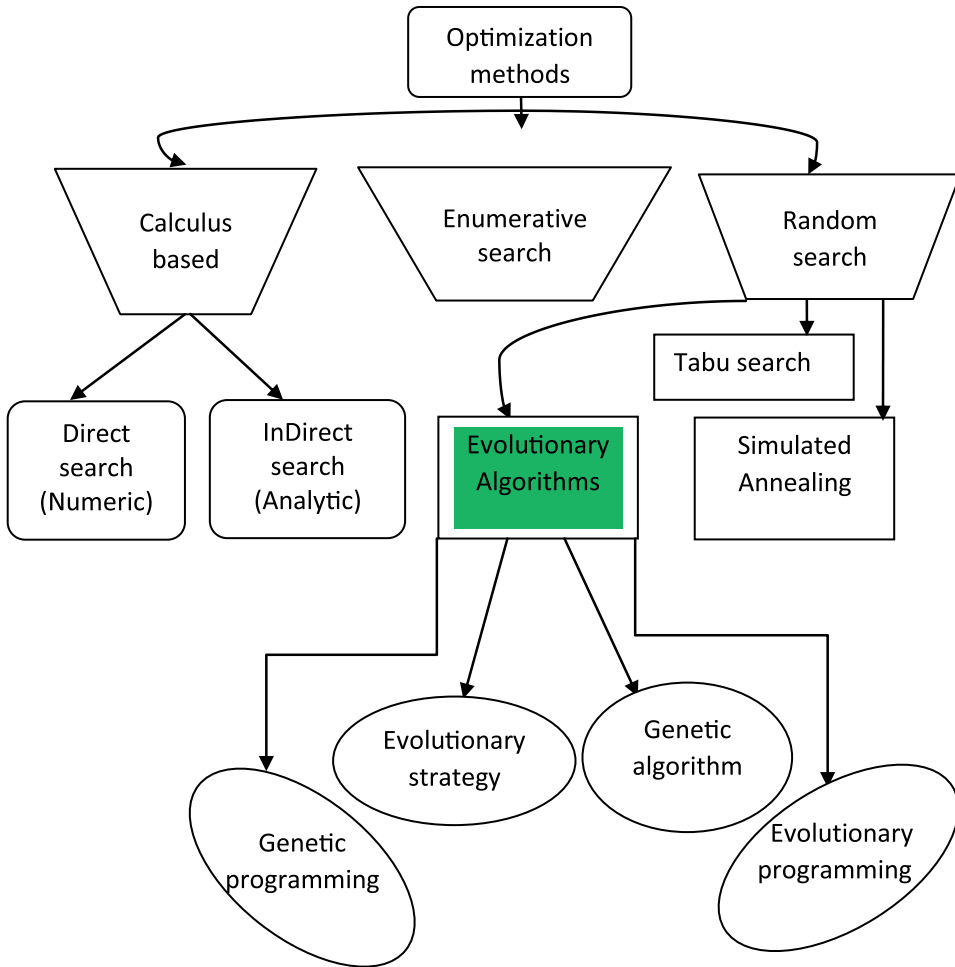 Optimization
methods
Calculus
based
Enumerative
search
Random
search
Tabu search
Direct
search
(Numeric)
InDirect
search
(Analytic)
Evolutionary
Algorithms
Simulated
Annealing
Evolutionary
strategy
Genetic
algorithm
Genetic
programming
Evolutionary
programming